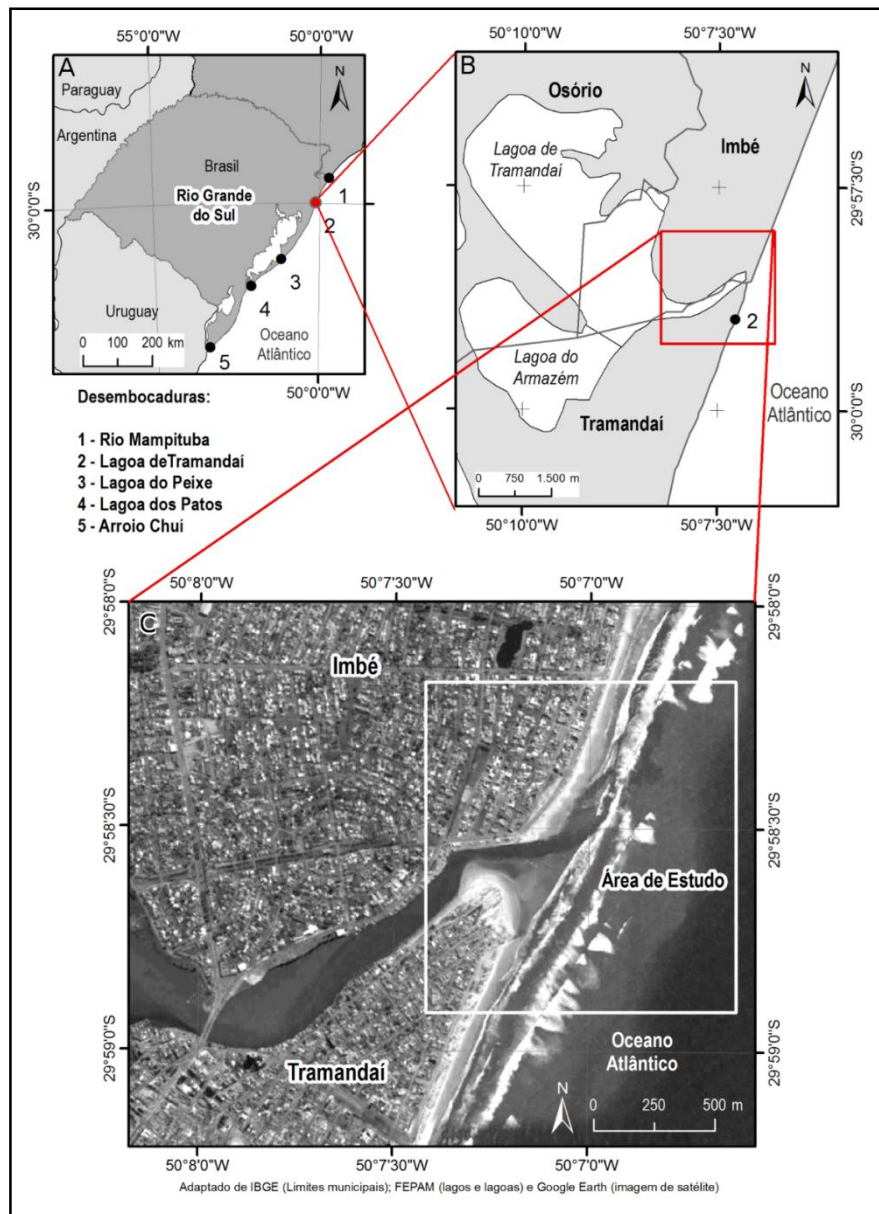 55°0'0"W
50°0'0"W
A
N
Paraguay
Argentina
Brasil
Rio Grande
do Sul
30°0'0"S
1
2
3
4
5
Uruguay
Oceano
Atlântico
0 100 200 km
50°0'0"W
Desembocaduras:
1 - Rio Mampituba
2 - Lagoa deTramandaí
3 - Lagoa do Peixe
4 - Lagoa dos Patos
5 - Arroio Chuí
50°10'0"W
50°7'30"W
B
N
Osório
Imbé
Lagoa de
Tramandaí
29°57'30"S
2
Lagoa do
Armazém
Oceano
Atlântico
Tramandaí
30°0'0"S
0 750 1.500 m
50°10'0"W
50°7'30"W
50°8'0"W
50°7'30"W
50°7'0"W
29°58'0"S
29°58'0"S
C
Imbé
29°58'30"S
29°58'30"S
Área de Estudo
29°59'0"S
29°59'0"S
Oceano
Atlântico
Tramandaí
N
0 250 500 m
50°8'0"W
50°7'30"W
50°7'0"W
Adaptado de IBGE (Limites municipais); FEPAM (lagos e lagoas) e Google Earth (imagem de satélite)